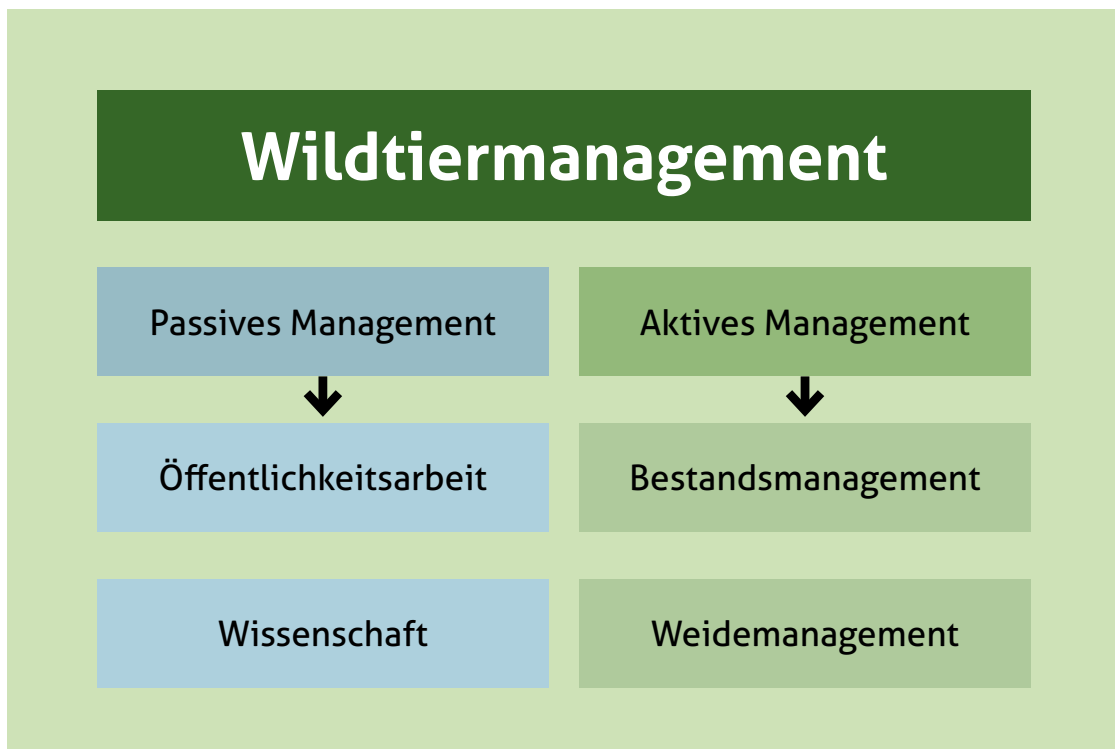 Wildtiermanagement
Passives Management
Aktives Management
Öffentlichkeitsarbeit
Bestandsmanagement
Wissenschaft
Weidemanagement